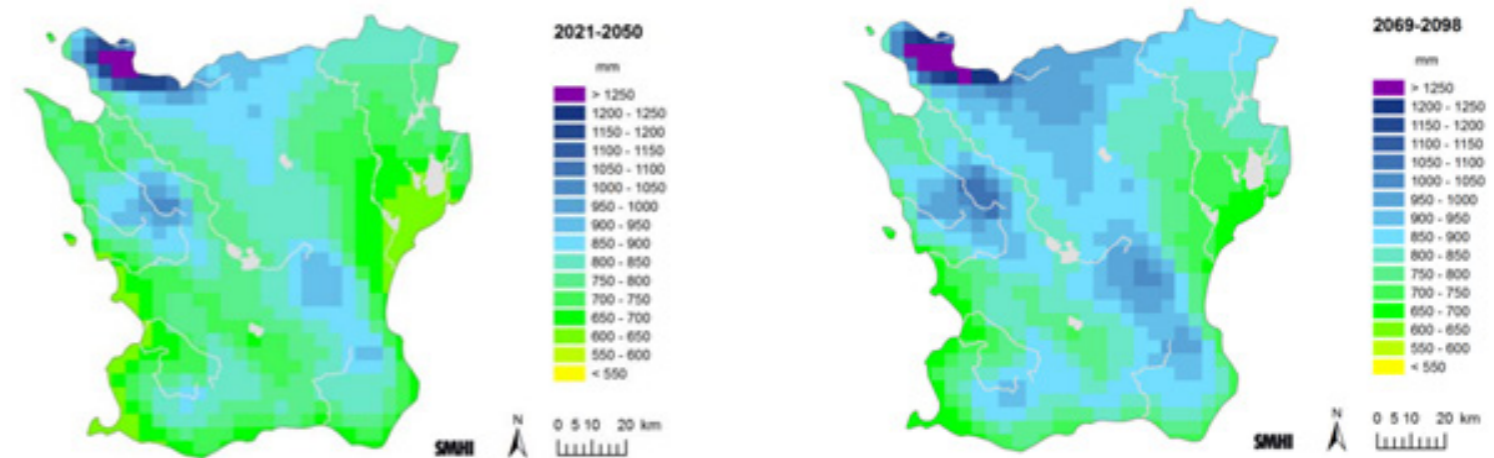 2021-2050
mm
> 1250
1200 - 1250
1150 - 1200
1100 - 1150
1050 - 1100
1000 - 1050
950 - 1000
900 - 950
850 - 900
800 - 850
750 - 800
700 - 750
650 - 700
600 - 650
550 - 600
< 550
SMHI
N
0 5 10 20 km
2069-2098
mm
> 1250
1200 - 1250
1150 - 1200
1100 - 1150
1050 - 1100
1000 - 1050
950 - 1000
900 - 950
850 - 900
800 - 850
750 - 800
700 - 750
650 - 700
600 - 650
550 - 600
< 550
SMHI
N
0 5 10 20 km